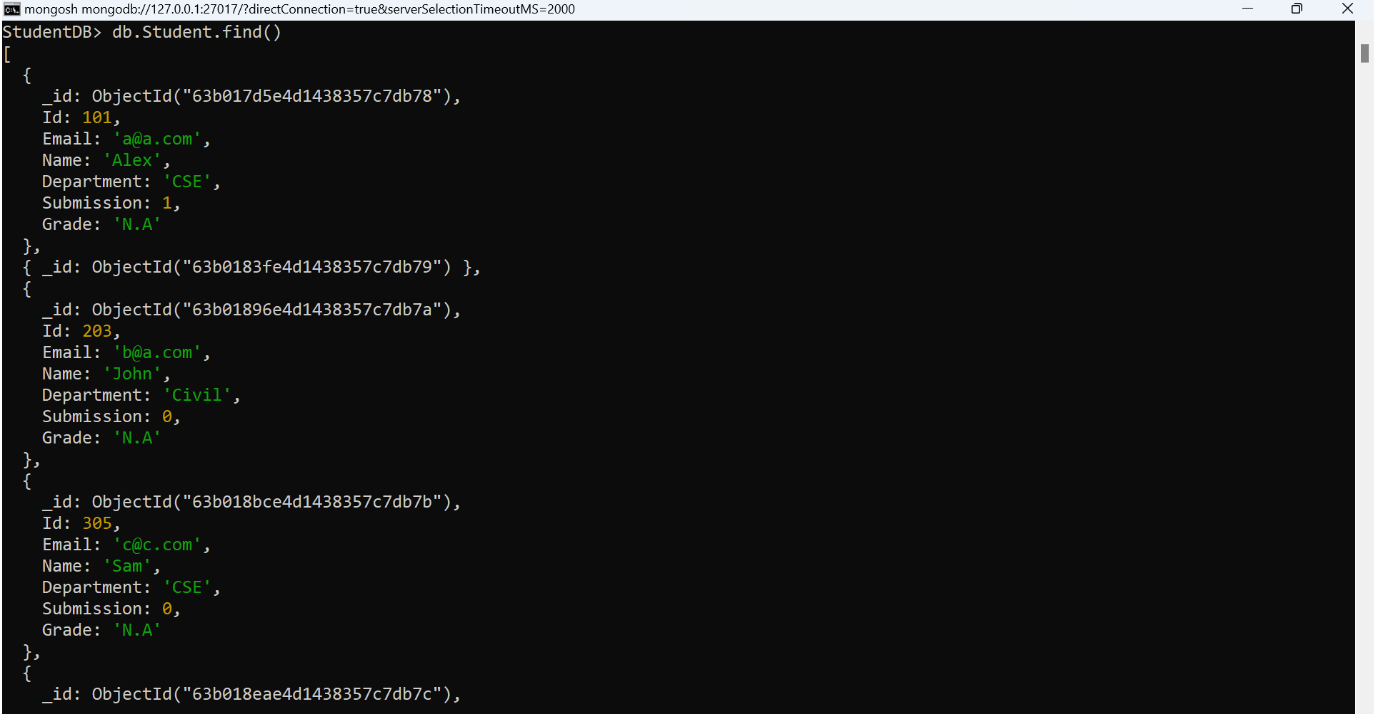 mongosh mongodb://127.0.0.1:27017/?directConnection=true&serverSelectionTimeoutMS=2000
StudentDB> db.Student.find()
[
  {
    _id: ObjectId("63b017d5e4d1438357c7db78"),
    Id: 101,
    Email: 'a@a.com',
    Name: 'Alex',
    Department: 'CSE',
    Submission: 1,
    Grade: 'N.A'
  },
  { _id: ObjectId("63b0183fe4d1438357c7db79") },
  {
    _id: ObjectId("63b01896e4d1438357c7db7a"),
    Id: 203,
    Email: 'b@a.com',
    Name: 'John',
    Department: 'Civil',
    Submission: 0,
    Grade: 'N.A'
  },
  {
    _id: ObjectId("63b018bce4d1438357c7db7b"),
    Id: 305,
    Email: 'c@c.com',
    Name: 'Sam',
    Department: 'CSE',
    Submission: 0,
    Grade: 'N.A'
  },
  {
    _id: ObjectId("63b018eae4d1438357c7db7c"),